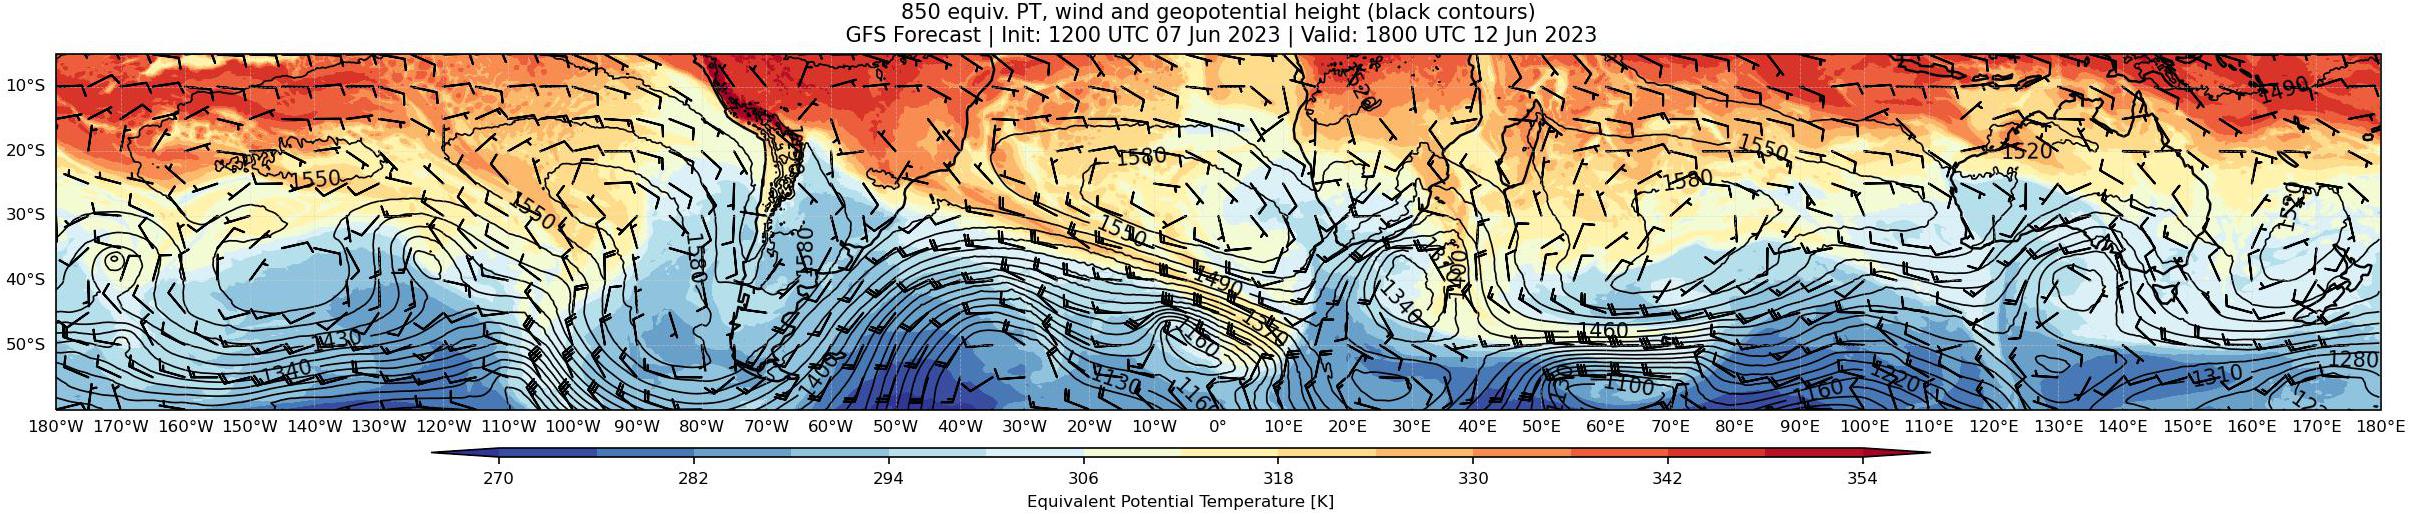 850 equiv. PT, wind and geopotential height (black contours)
GFS Forecast | Init: 1200 UTC 07 Jun 2023 | Valid: 1800 UTC 12 Jun 2023
10°S
20°S
30°S
40°S
50°S
1490
1550
1580
1550
1520
1550
1580
1580
1550
1520
1580
1580
1490
1340
1430
1340
1400
1460
1130
1160
1100
1160
1220
1310
1280
180°W 170°W 160°W 150°W 140°W 130°W 120°W 110°W 100°W 90°W 80°W 70°W 60°W 50°W 40°W 30°W 20°W 10°W 0° 10°E 20°E 30°E 40°E 50°E 60°E 70°E 80°E 90°E 100°E 110°E 120°E 130°E 140°E 150°E 160°E 170°E 180°E
270 282 294 306 318 330 342 354
Equivalent Potential Temperature [K]